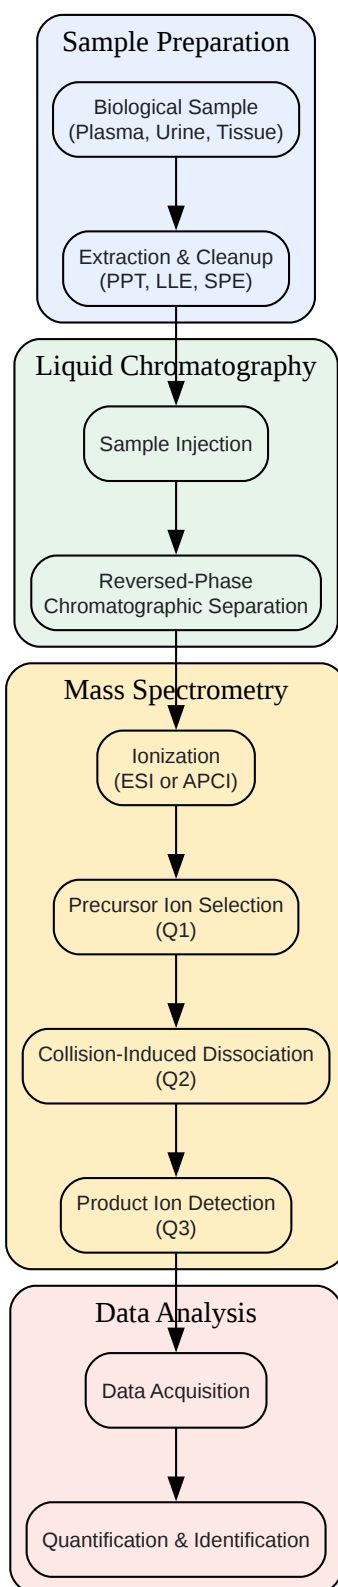 Sample Preparation
Biological Sample
(Plasma, Urine, Tissue)
Extraction & Cleanup
(PPT, LLE, SPE)
Liquid Chromatography
Sample Injection
Reversed-Phase
Chromatographic Separation
Mass Spectrometry
Ionization
(ESI or APCI)
Precursor Ion Selection
(Q1)
Collision-Induced Dissociation
(Q2)
Product Ion Detection
(Q3)
Data Analysis
Data Acquisition
Quantification & Identification